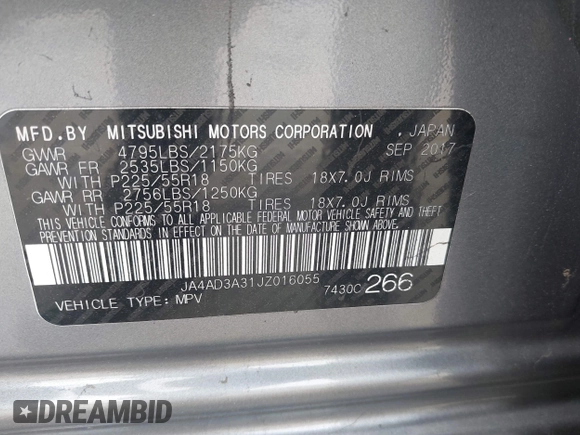 MFD.BY MITSUBISHI MOTORS CORPORATION . JAPAN
GVWR 4795LBS/2175KG SEP 2017
GAWR FR 2535LBS/1150KG
WITH P225/55R18 TIRES 18X7.0J RIMS
GAWR RR 2756LBS/1250KG
WITH P225/55R18 TIRES 18X7.0J RIMS
THIS VEHICLE CONFORMS TO ALL APPLICABLE FEDERAL MOTOR VEHICLE SAFETY AND THEFT
PREVENTION STANDARDS IN EFFECT ON THE DATE OF MANUFACTURE SHOWN ABOVE.
JA4AD3A31JZ016055
VEHICLE TYPE: MPV 7430C 266
DREAMBID